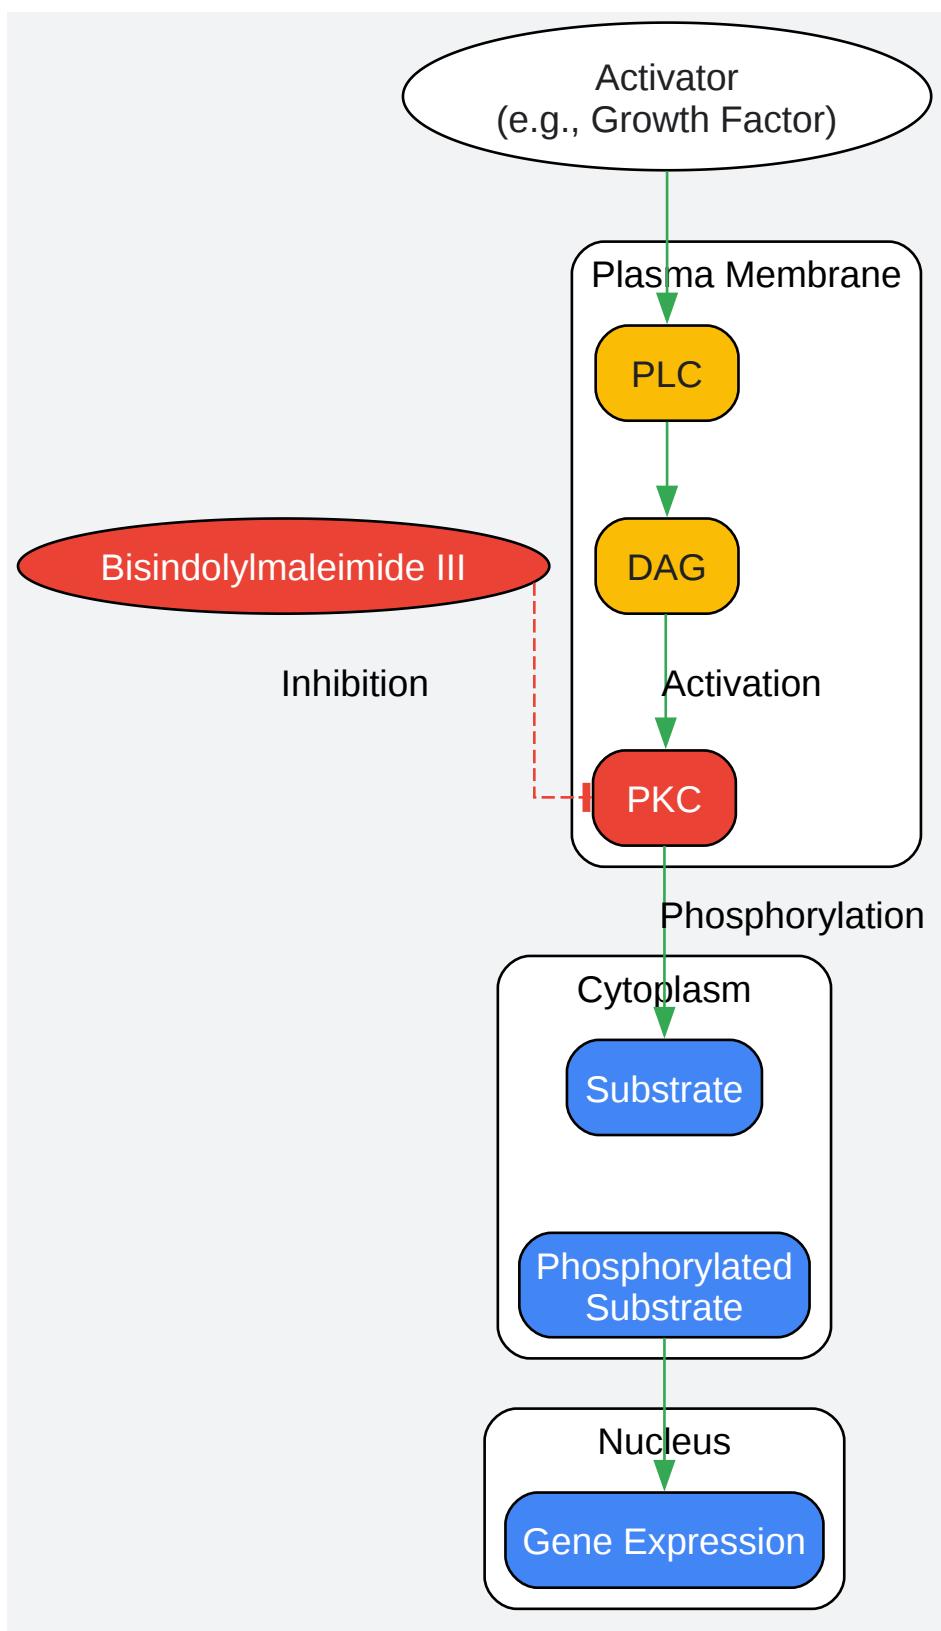 Activator
(e.g., Growth Factor)
Plasma Membrane
PLC
Bisindolylmaleimide III
DAG
Inhibition
Activation
PKC
Phosphorylation
Cytoplasm
Substrate
Phosphorylated
Substrate
Nucleus
Gene Expression